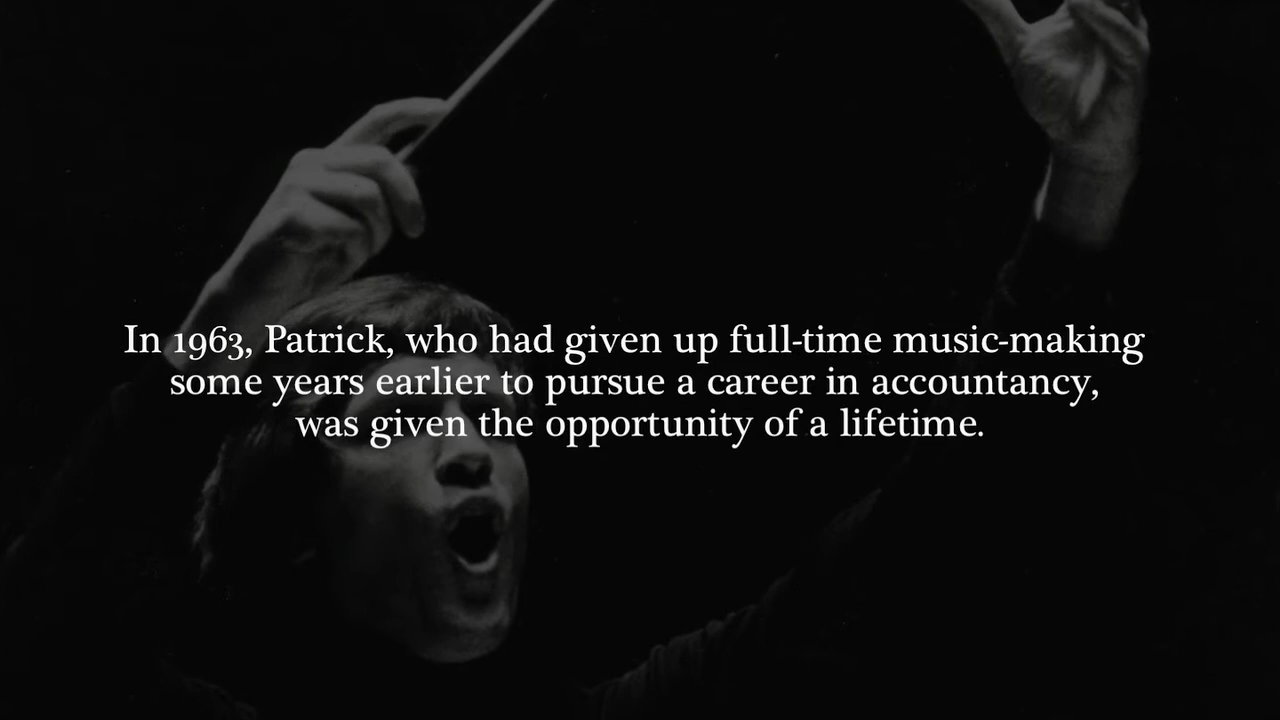 In 1963, Patrick, who had given up full-time music-making
some years earlier to pursue a career in accountancy,
was given the opportunity of a lifetime.